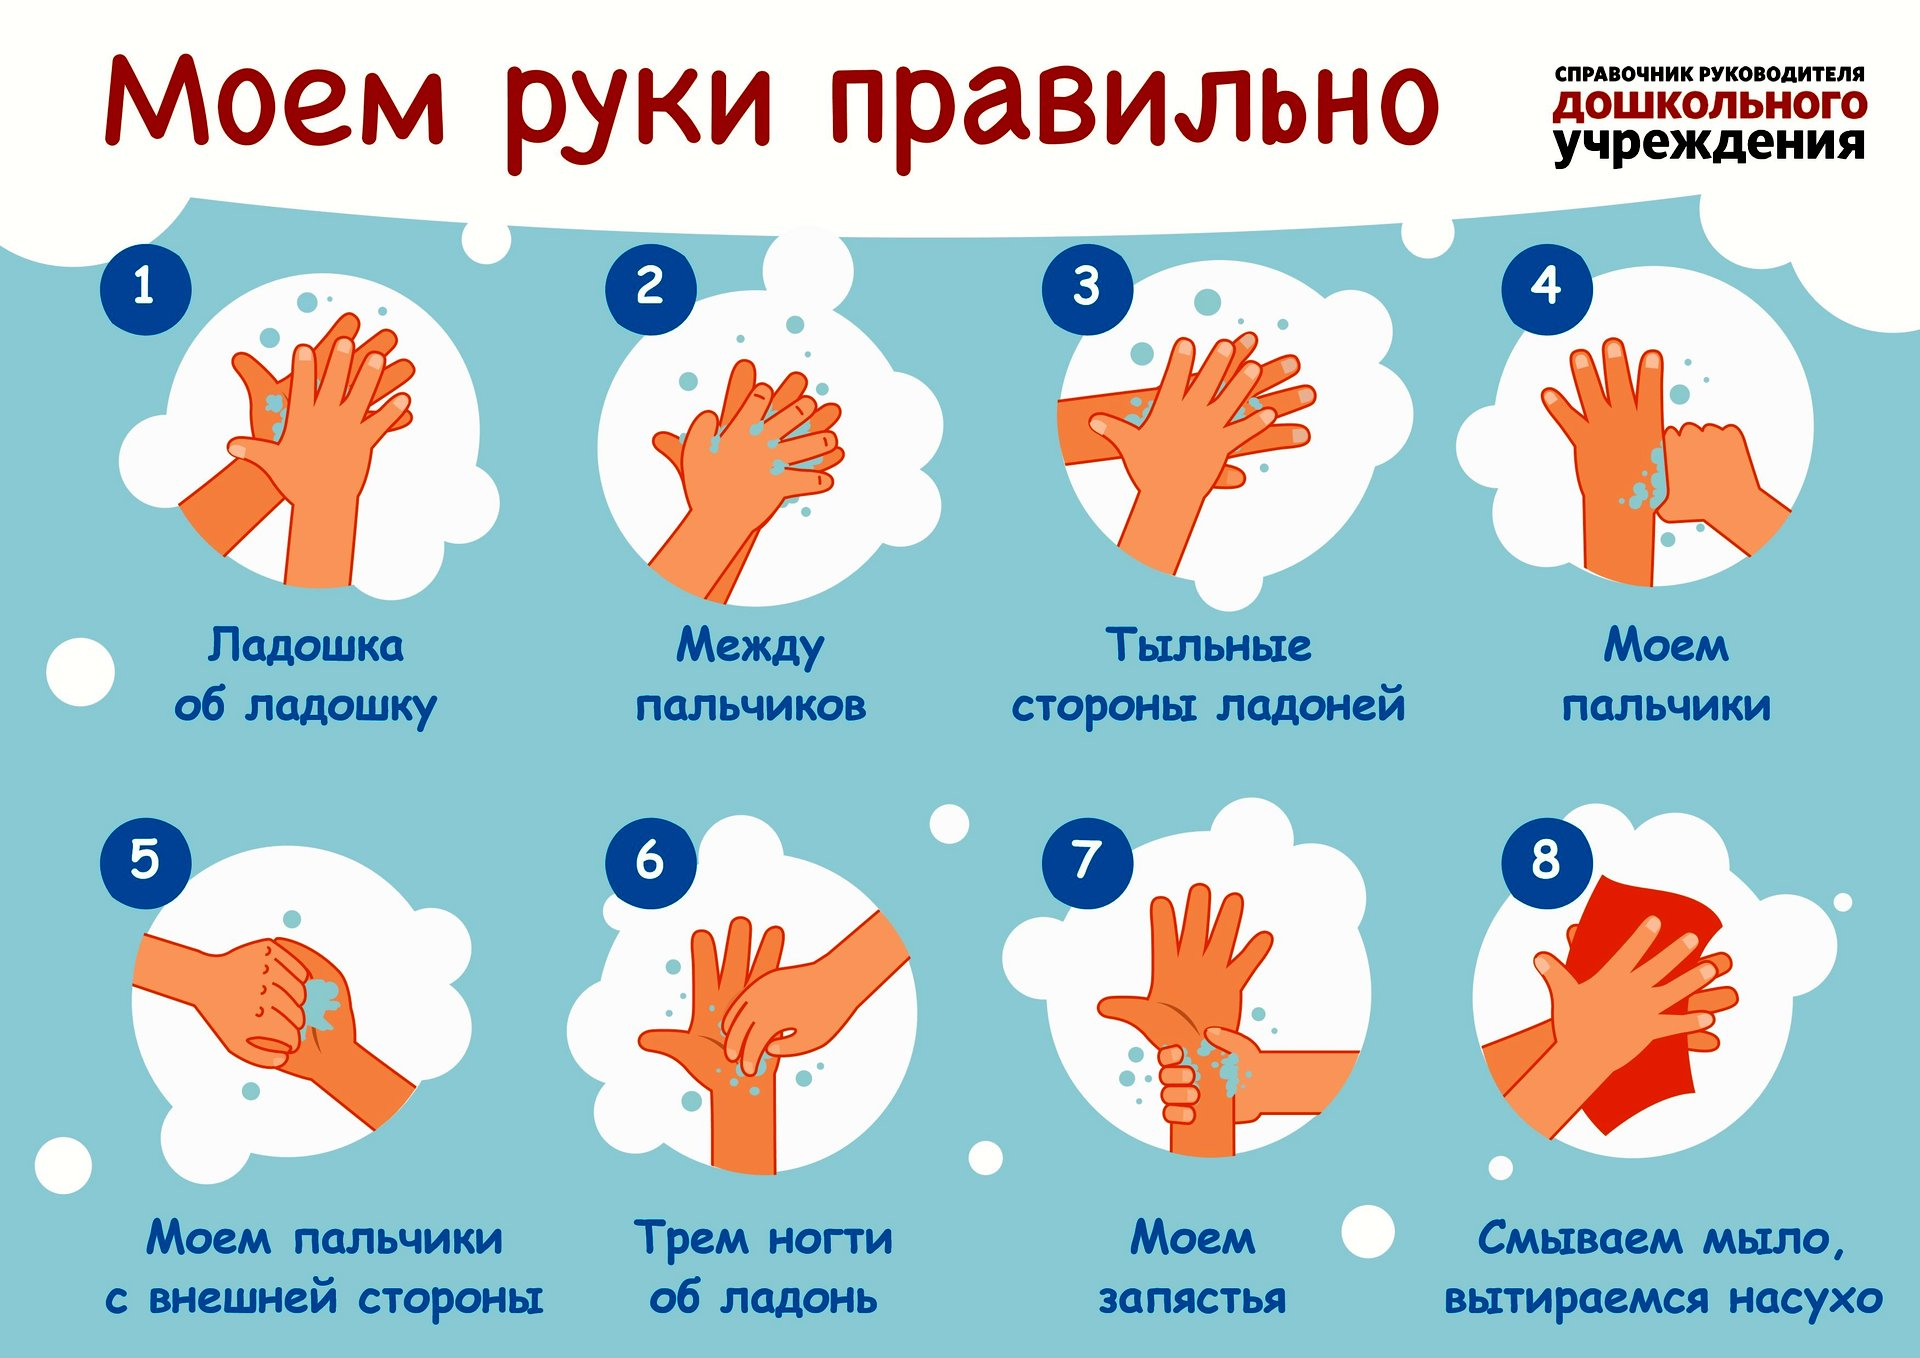 Моем руки правильно
СПРАВОЧНИК РУКОВОДИТЕЛЯ
ДОШКОЛЬНОГО
учреждения
1
Ладошка
об ладошку
2
Между
пальчиков
3
Тыльные
стороны ладоней
4
Моем
пальчики
5
Моем пальчики
с внешней стороны
6
Трем ногти
об ладонь
7
Моем
запястья
8
Смываем мыло,
вытираемся насухо